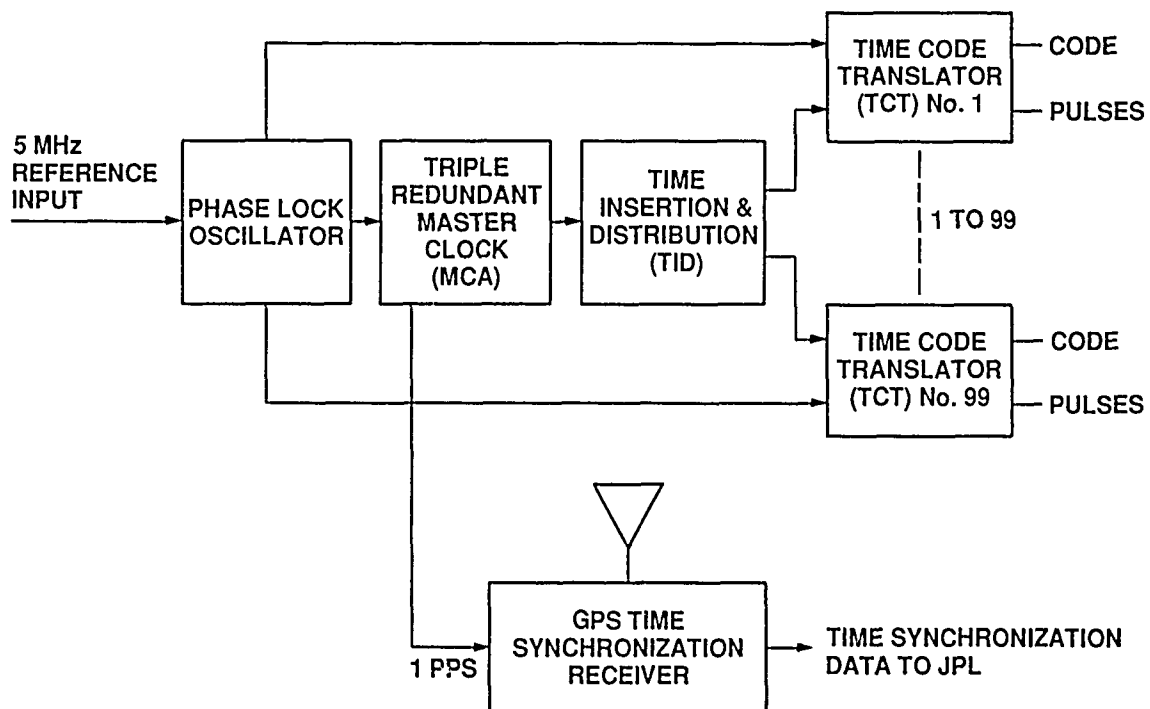 5 MHz
REFERENCE
INPUT
PHASE LOCK
OSCILLATOR
TRIPLE
REDUNDANT
MASTER
CLOCK
(MCA)
TIME
INSERTION &
DISTRIBUTION
(TID)
TIME CODE
TRANSLATOR
(TCT) No. 1
CODE
PULSES
1 TO 99
TIME CODE
TRANSLATOR
(TCT) No. 99
CODE
PULSES
1 PPS
GPS TIME
SYNCHRONIZATION
RECEIVER
TIME SYNCHRONIZATION
DATA TO JPL